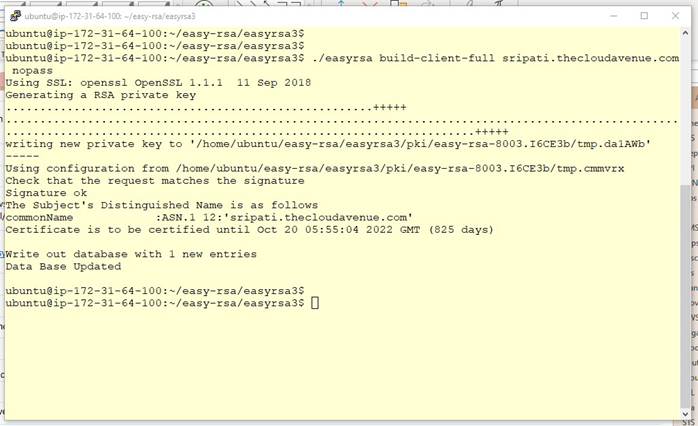 ubuntu@ip-172-31-64-100: ~/easy-rsa/easyrsa3
ubuntu@ip-172-31-64-100:~/easy-rsa/easyrsa3$
ubuntu@ip-172-31-64-100:~/easy-rsa/easyrsa3$
ubuntu@ip-172-31-64-100:~/easy-rsa/easyrsa3$ ./easyrsa build-client-full sripati.thecloudavenue.com
 nopass
Using SSL: openssl OpenSSL 1.1.1  11 Sep 2018
Generating a RSA private key
......................................................+++++
....................................................................................................
.....................................................................+++++
writing new private key to '/home/ubuntu/easy-rsa/easyrsa3/pki/easy-rsa-8003.I6CE3b/tmp.da1AWb'
-----
Using configuration from /home/ubuntu/easy-rsa/easyrsa3/pki/easy-rsa-8003.I6CE3b/tmp.cmmvrx
Check that the request matches the signature
Signature ok
The Subject's Distinguished Name is as follows
commonName            :ASN.1 12:'sripati.thecloudavenue.com'
Certificate is to be certified until Oct 20 05:55:04 2022 GMT (825 days)
Write out database with 1 new entries
Data Base Updated
ubuntu@ip-172-31-64-100:~/easy-rsa/easyrsa3$
ubuntu@ip-172-31-64-100:~/easy-rsa/easyrsa3$